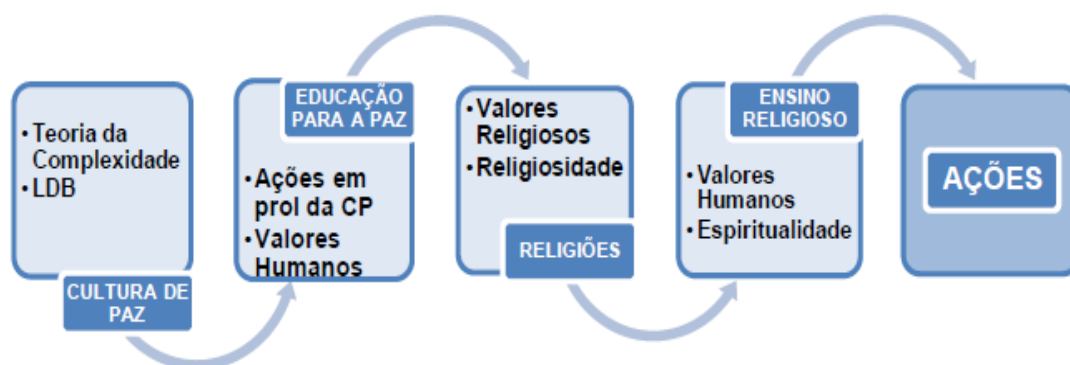 • Teoria da
Complexidade
• LDB
CULTURA DE
PAZ
EDUCAÇÃO
PARA A PAZ
• Ações em
prol da CP
• Valores
Humanos
• Valores
Religiosos
• Religiosidade
RELIGIÕES
ENSINO
RELIGIOSO
• Valores
Humanos
• Espiritualidade
AÇÕES